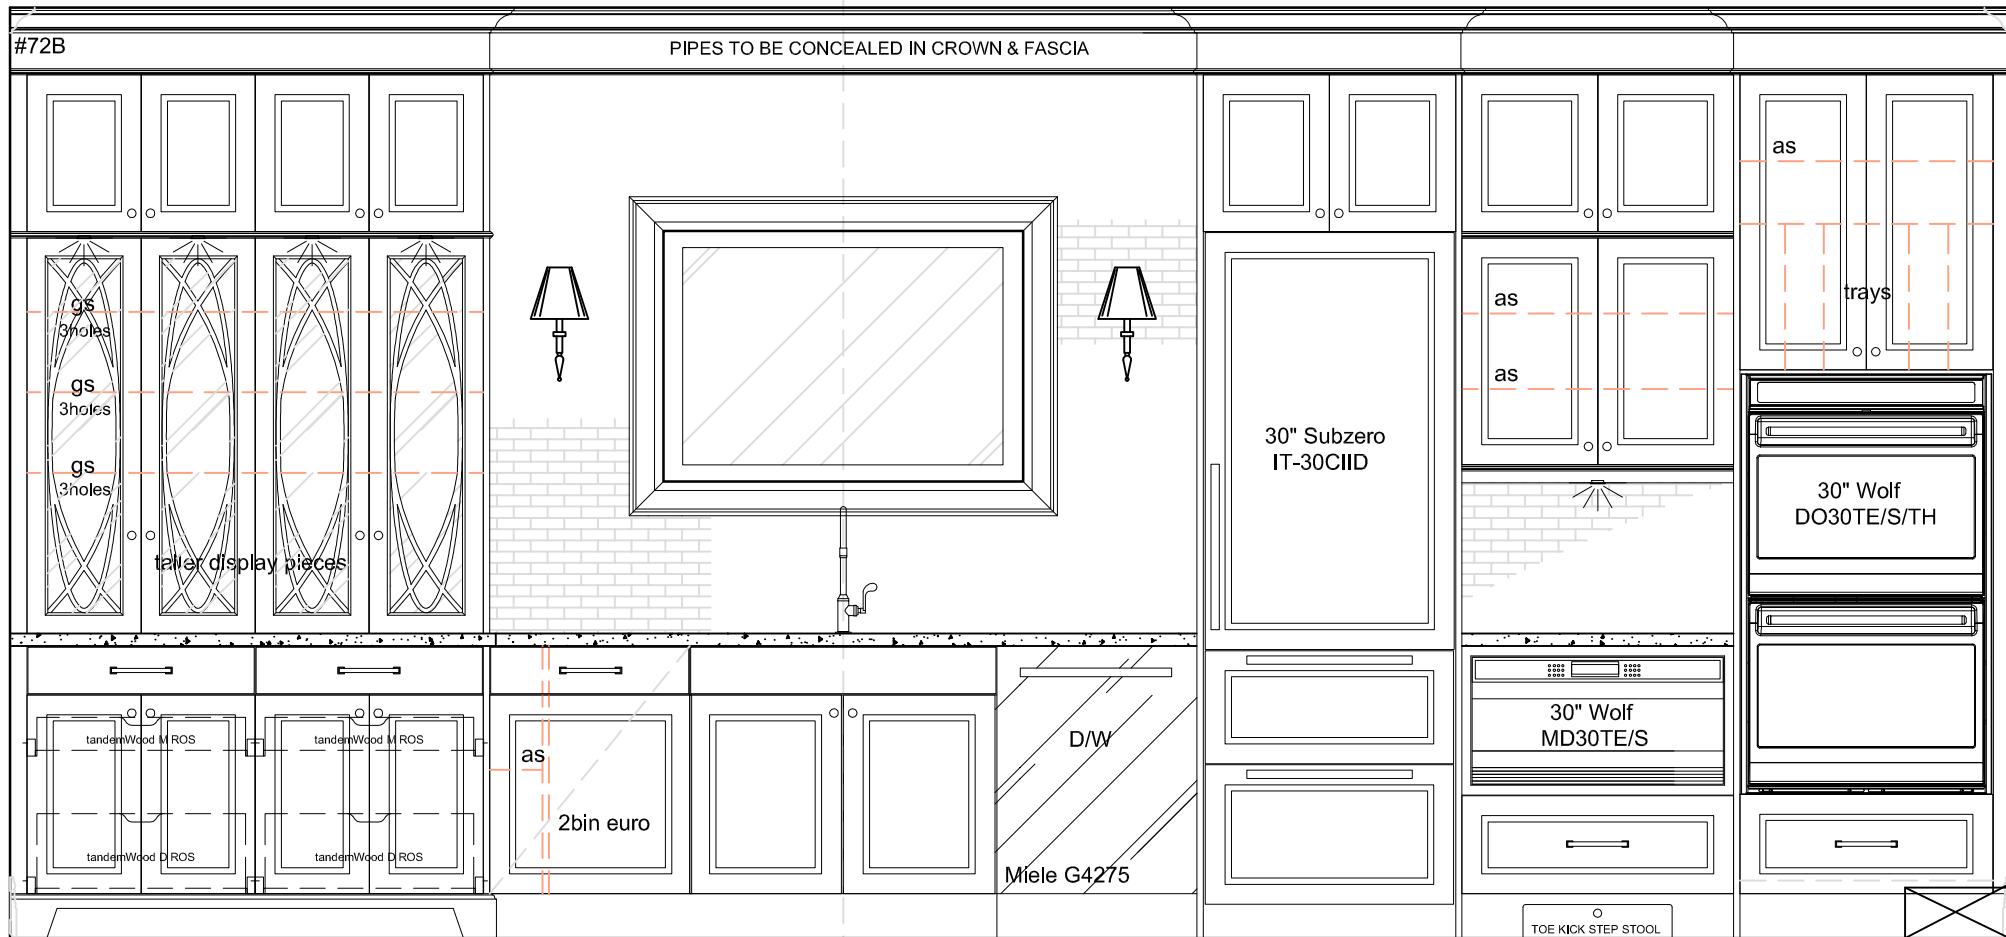 #72B
PIPES TO BE CONCEALED IN CROWN & FASCIA
as
trays
gs
3holes
gs
3holes
gs
3holes
taller display pieces
as
as
30" Subzero
IT-30CIID
30" Wolf
DO30TE/S/TH
tandemWood M ROS
tandemWood M ROS
as
D/W
30" Wolf
MD30TE/S
2bin euro
tandemWood D ROS
tandemWood D ROS
Miele G4275
TOE KICK STEP STOOL